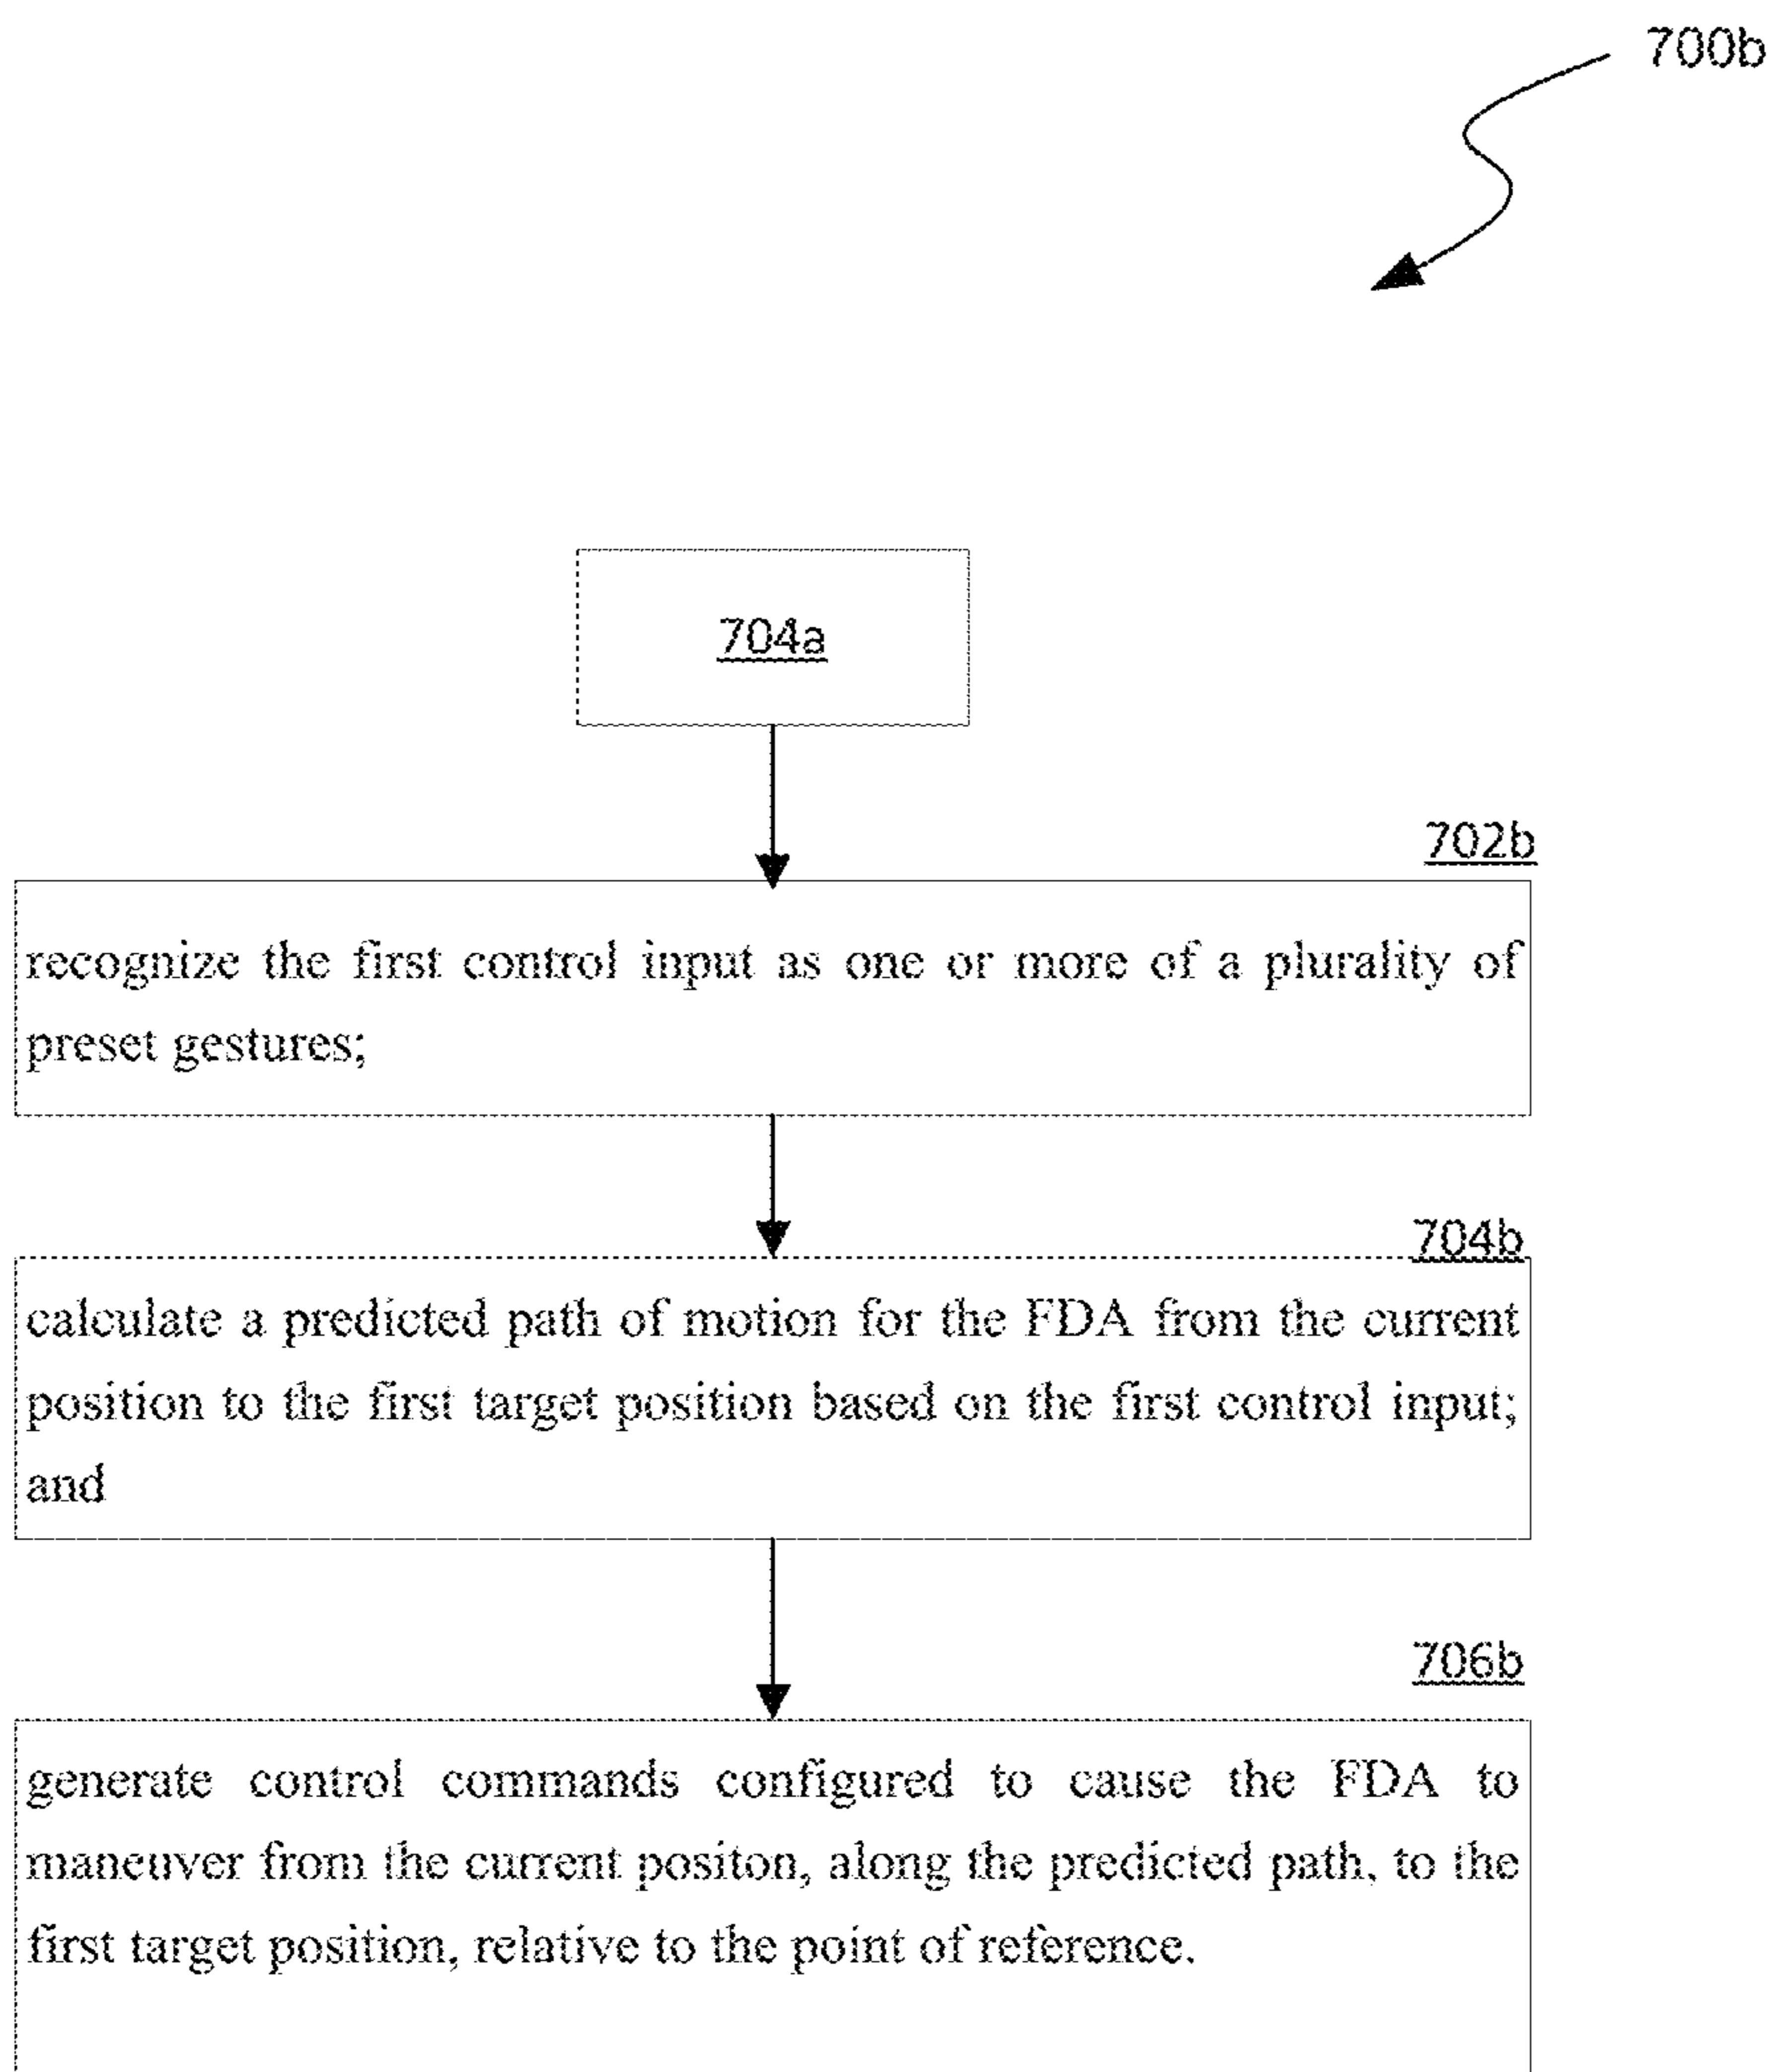 700b
704a
702b
recognize the first control input as one or more of a plurality of
preset gestures;
704b
calculate a predicted path of motion for the FDA from the current
position to the first target position based on the first control input;
and
706b
generate control commands configured to cause the FDA to
maneuver from the current positon, along the predicted path, to the
first target position, relative to the point of reference.